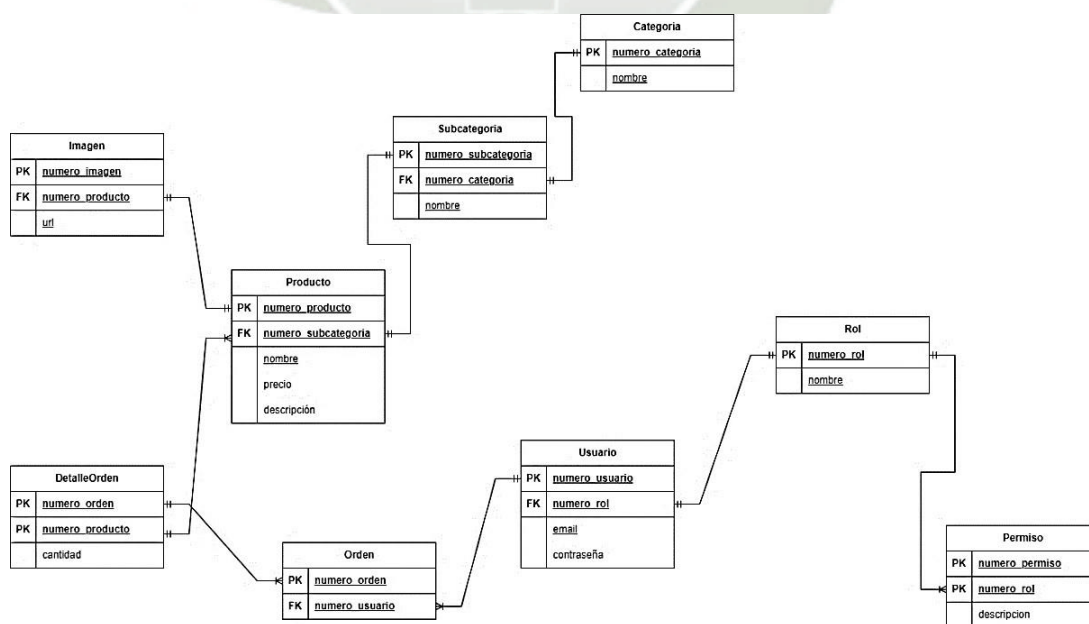 Categoria
PK numero_categoria
nombre
Subcategoria
PK numero_subcategoria
FK numero_categoria
nombre
Imagen
PK numero_imagen
FK numero_producto
url
Producto
PK numero_producto
FK numero_subcategoria
nombre
precio
descripción
Rol
PK numero_rol
nombre
DetalleOrden
PK numero_orden
PK numero_producto
cantidad
Usuario
PK numero_usuario
FK numero_rol
email
contraseña
Orden
PK numero_orden
FK numero_usuario
Permiso
PK numero_permiso
PK numero_rol
descripcion